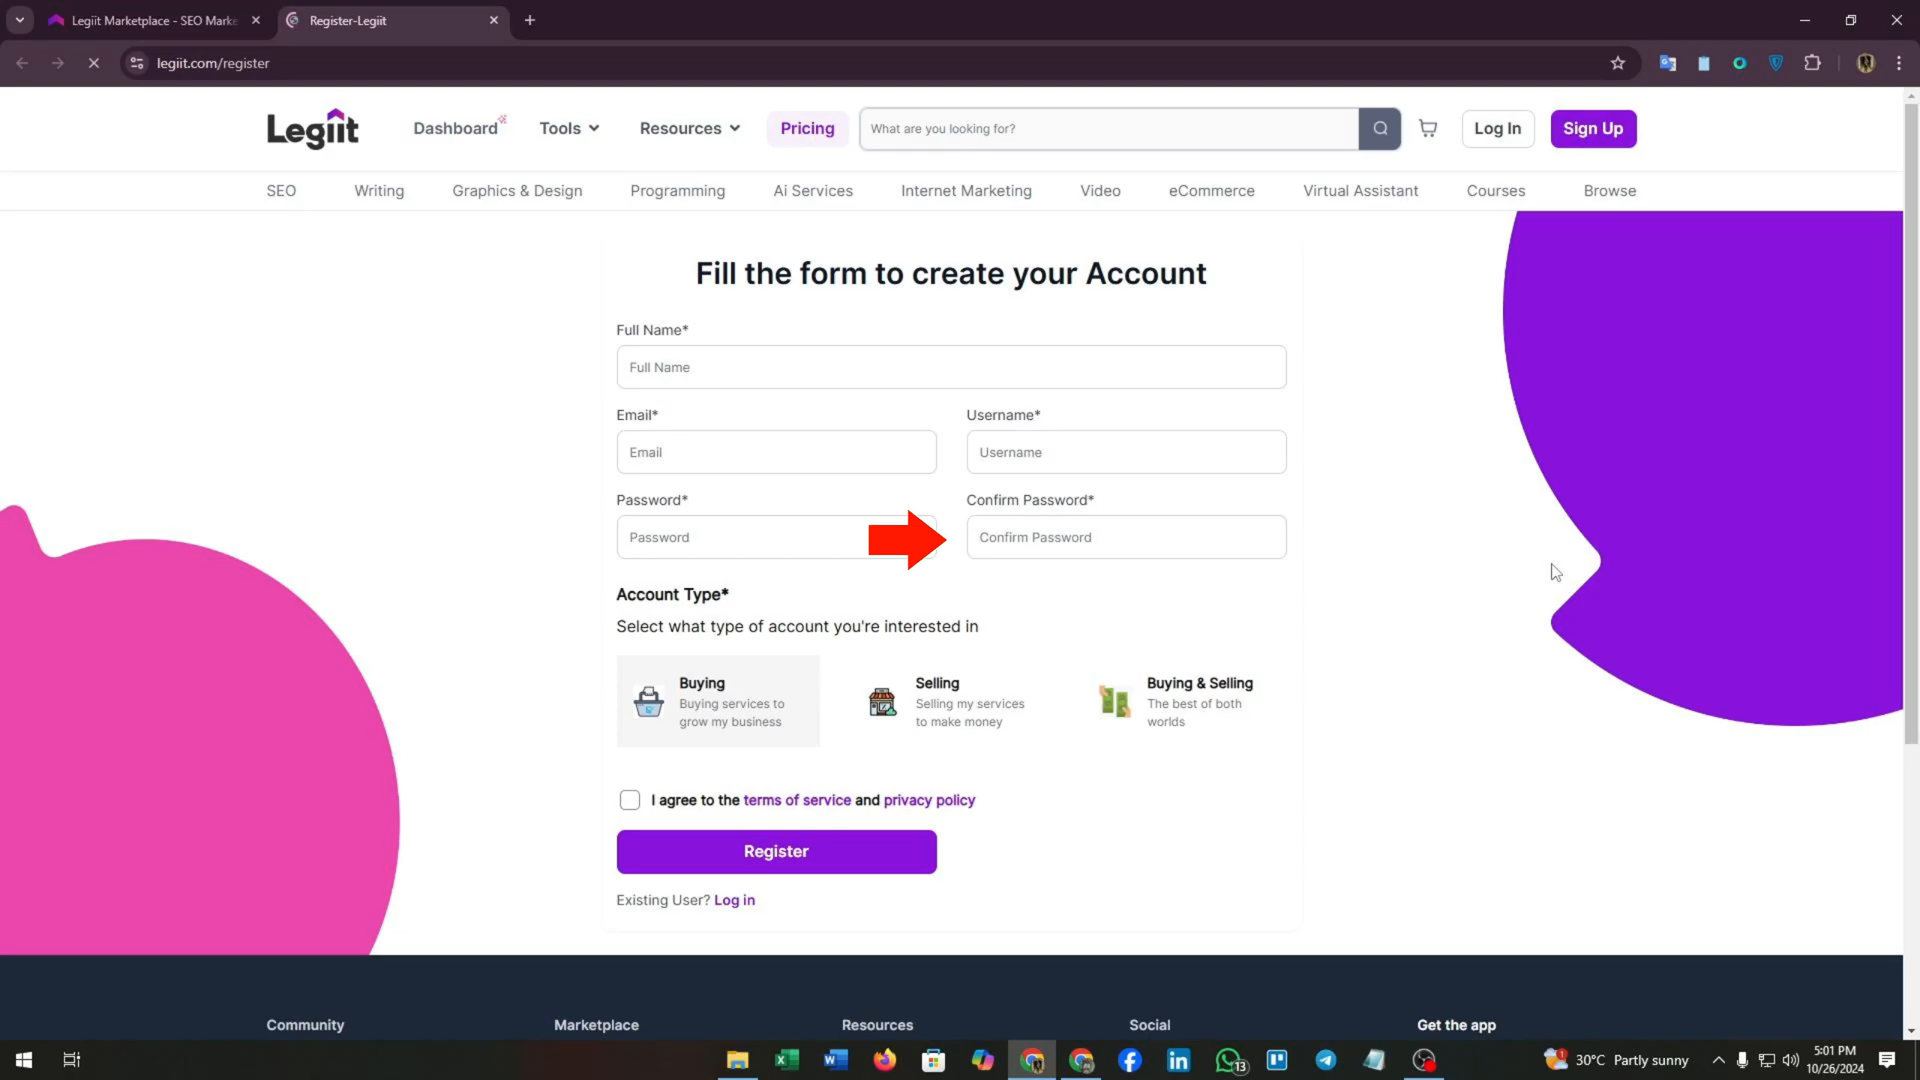 Legiit Marketplace - SEO Marke
Register-Legiit
legiit.com/register
Legiit
Dashboard
Tools
Resources
Pricing
What are you looking for?
Log In
Sign Up
SEO
Writing
Graphics & Design
Programming
Ai Services
Internet Marketing
Video
eCommerce
Virtual Assistant
Courses
Browse
Fill the form to create your Account
Full Name*
Full Name
Email*
Username*
Email
Username
Password*
Confirm Password*
Password
Confirm Password
Account Type*
Select what type of account you're interested in
Buying
Buying services to
grow my business
Selling
Selling my services
to make money
Buying & Selling
The best of both
worlds
I agree to the terms of service and privacy policy
Register
Existing User? Log in
Community
Marketplace
Resources
Social
Get the app
13
30°C Partly sunny
5:01 PM
10/26/2024